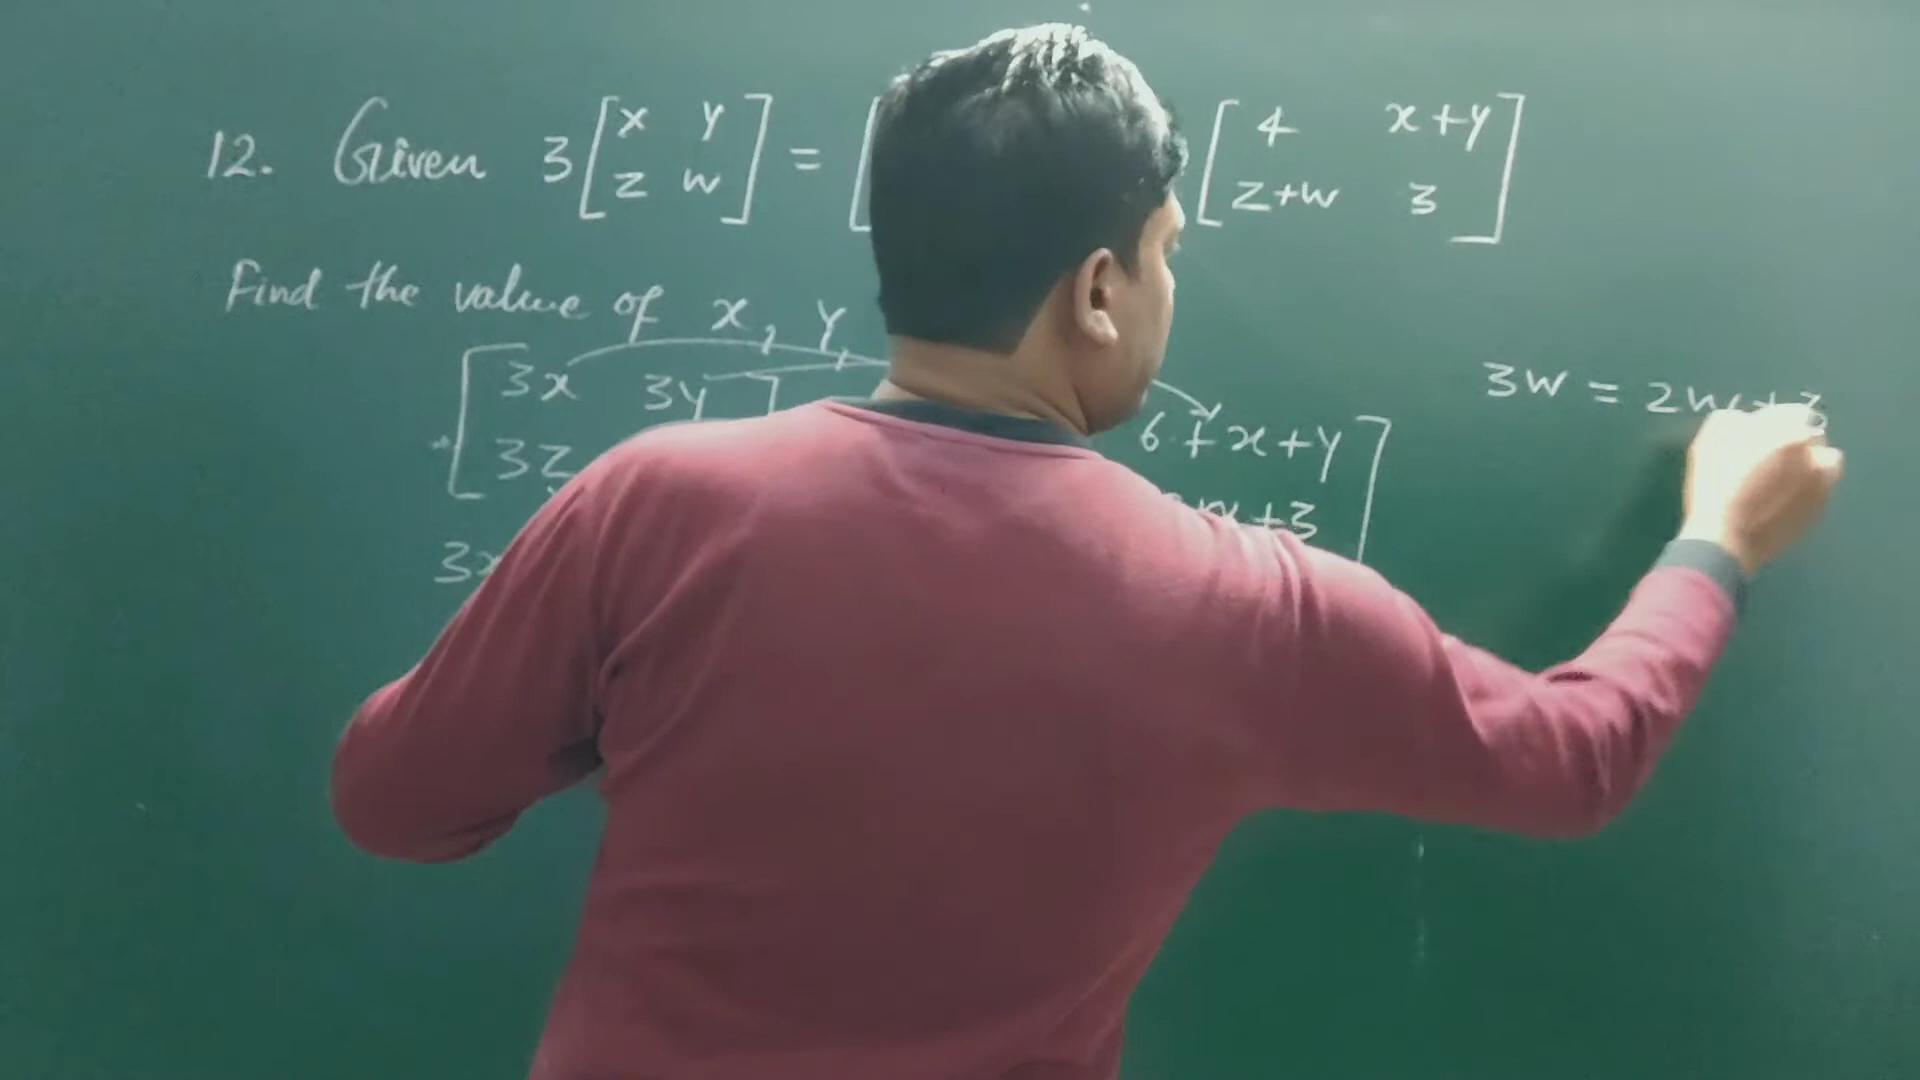 12. Given 3 [ x y ] = [ [ 4 x+y ]
z w z+w 3
Find the value of x, y,
[ 3x 3y ] 6 + x+y ]
3z +3
3x
3w = 2w+3